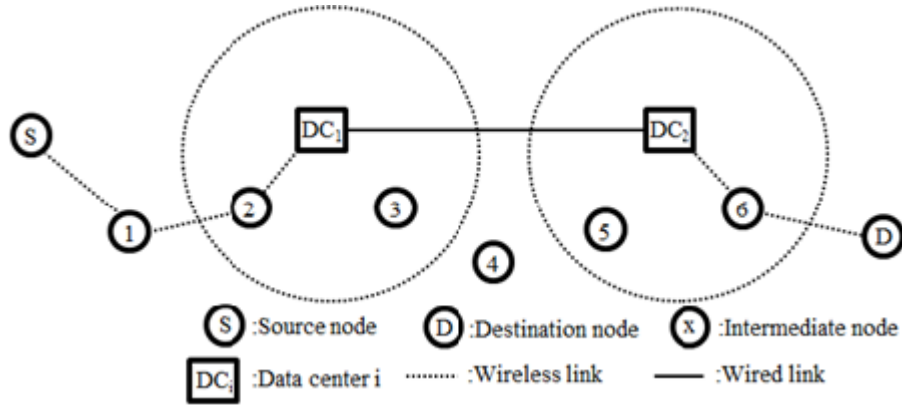 S
DC1
DC2
1
2
3
4
5
6
D
S :Source node
D :Destination node
x :Intermediate node
DCi :Data center i
:Wireless link
:Wired link